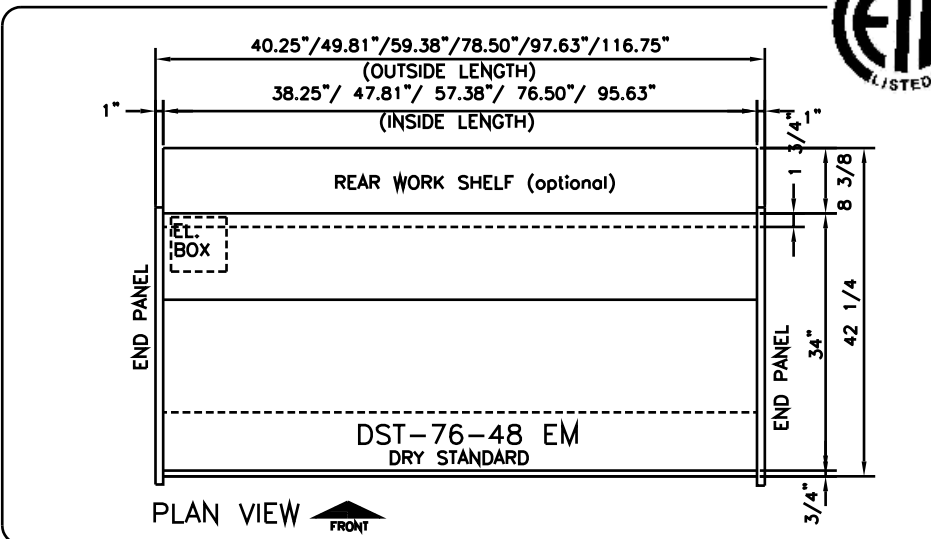 40.25"/49.81"/59.38"/78.50"/97.63"/116.75"
(OUTSIDE LENGTH)
38.25"/ 47.81"/ 57.38"/ 76.50"/ 95.63"
(INSIDE LENGTH)
1"
1"
1 3/4"
8 3/8
REAR WORK SHELF (optional)
EL.
BOX
END PANEL
END PANEL
34"
42 1/4
DST-76-48 EM
DRY STANDARD
3/4"
PLAN VIEW
FRONT
LISTED